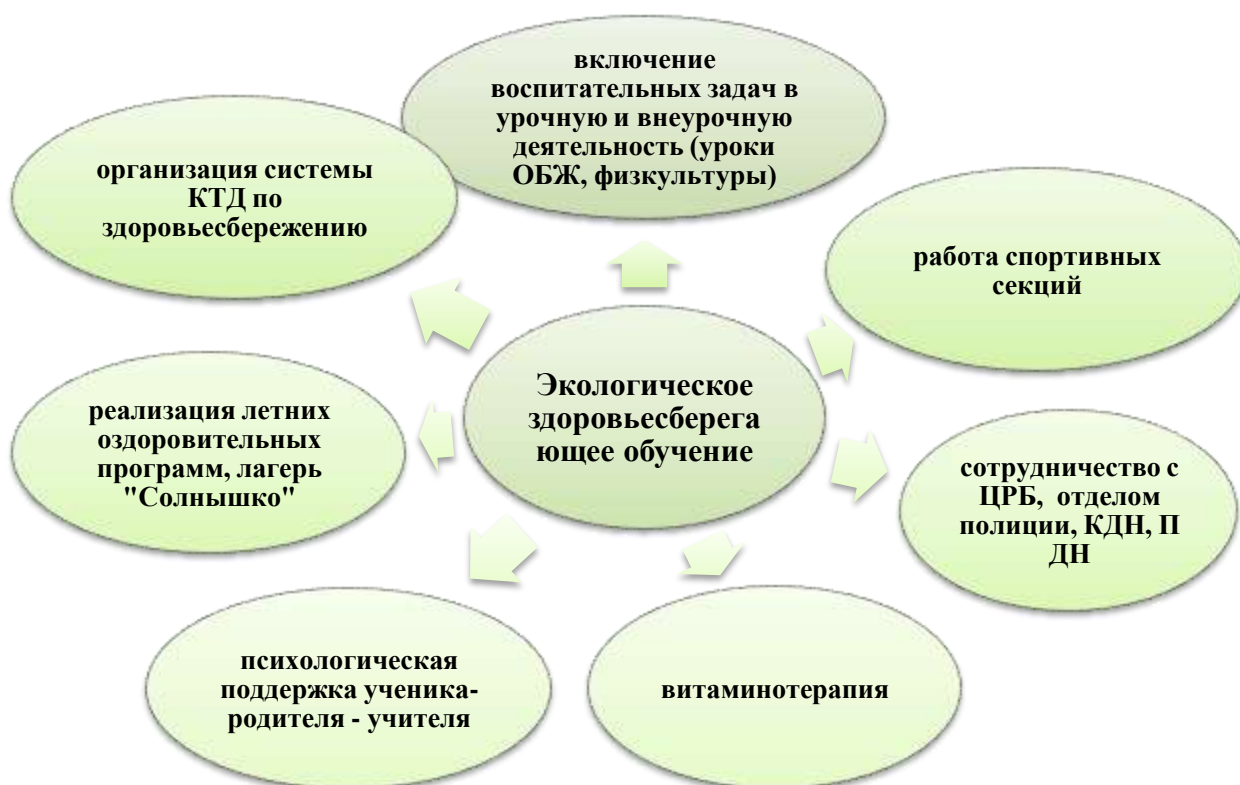 включение
воспитательных задач в
урочную и внеурочную
деятельность (уроки
ОБЖ, физкультуры)
организация системы
КТД по
здоровьесбережению
работа спортивных
секций
Экологическое
здоровьесберега
ющее обучение
реализация летних
оздоровительных
программ, лагерь
"Солнышко"
сотрудничество с
ЦРБ, отделом
полиции, КДН, П
ДН
психологическая
поддержка ученика-
родителя - учителя
витаминотерапия